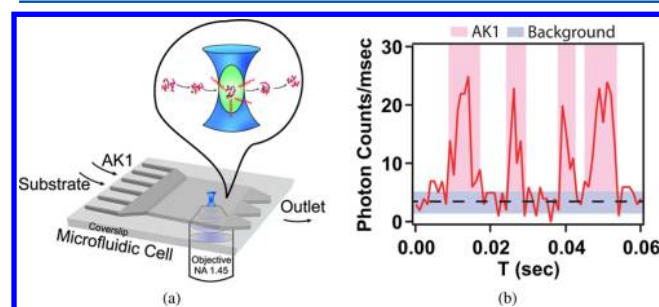 (a)
AK1
Substrate
Coverslip
Microfluidic Cell
Objective
NA 1.45
Outlet
(b)
AK1 Background
Photon Counts/msec
30
20
10
0
0.00 0.02 0.04 0.06
T (sec)
(a) (b)